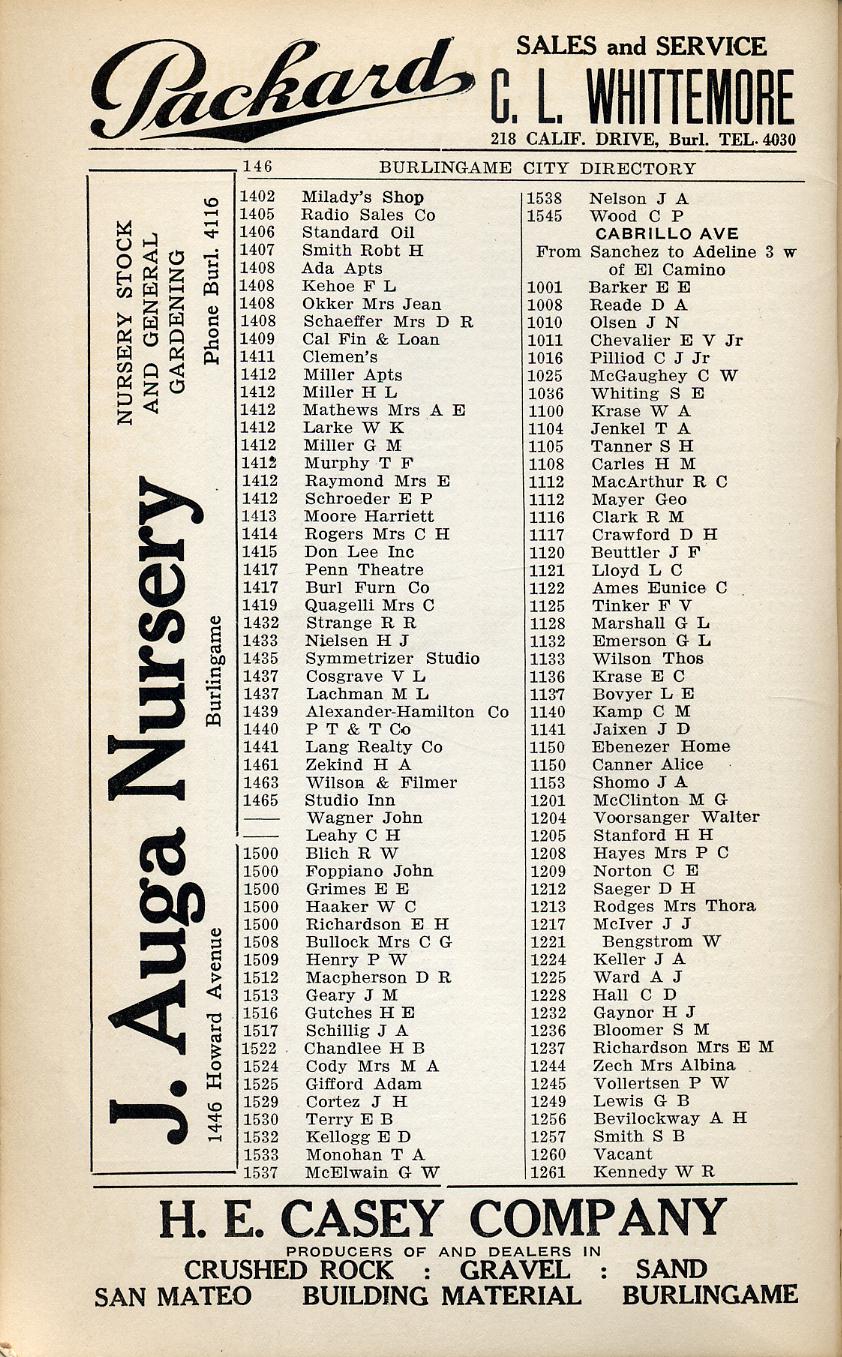 Packard
SALES and SERVICE
C. L. WHITTEMORE
218 CALIF. DRIVE, Burl. TEL. 4030
146 BURLINGAME CITY DIRECTORY
J. Auga Nursery
NURSERY STOCK
AND GENERAL
GARDENING
1446 Howard Avenue Burlingame Phone Burl. 4116
1402 Milady's Shop
1405 Radio Sales Co
1406 Standard Oil
1407 Smith Robt H
1408 Ada Apts
1408 Kehoe F L
1408 Okker Mrs Jean
1408 Schaeffer Mrs D R
1409 Cal Fin & Loan
1411 Clemen's
1412 Miller Apts
1412 Miller H L
1412 Mathews Mrs A E
1412 Larke W K
1412 Miller G M
1412 Murphy T F
1412 Raymond Mrs E
1412 Schroeder E P
1413 Moore Harriett
1414 Rogers Mrs C H
1415 Don Lee Inc
1417 Penn Theatre
1417 Burl Furn Co
1419 Quagelli Mrs C
1432 Strange R R
1433 Nielsen H J
1435 Symmetrizer Studio
1437 Cosgrave V L
1437 Lachman M L
1439 Alexander-Hamilton Co
1440 P T & T Co
1441 Lang Realty Co
1461 Zekind H A
1463 Wilson & Filmer
1465 Studio Inn
—— Wagner John
—— Leahy C H
1500 Blich R W
1500 Foppiano John
1500 Grimes E E
1500 Haaker W C
1500 Richardson E H
1508 Bullock Mrs C G
1509 Henry P W
1512 Macpherson D R
1513 Geary J M
1516 Gutches H E
1517 Schillig J A
1522 Chandlee H B
1524 Cody Mrs M A
1525 Gifford Adam
1529 Cortez J H
1530 Terry E B
1532 Kellogg E D
1533 Monohan T A
1537 McElwain G W
1538 Nelson J A
1545 Wood C P
CABRILLO AVE
From Sanchez to Adeline 3 w
of El Camino
1001 Barker E E
1008 Reade D A
1010 Olsen J N
1011 Chevalier E V Jr
1016 Pilliod C J Jr
1025 McGaughey C W
1036 Whiting S E
1100 Krase W A
1104 Jenkel T A
1105 Tanner S H
1108 Carles H M
1112 MacArthur R C
1112 Mayer Geo
1116 Clark R M
1117 Crawford D H
1120 Beuttler J F
1121 Lloyd L C
1122 Ames Eunice C
1125 Tinker F V
1128 Marshall G L
1132 Emerson G L
1133 Wilson Thos
1136 Krase E C
1137 Bovyer L E
1140 Kamp C M
1141 Jaixen J D
1150 Ebenezer Home
1150 Canner Alice
1153 Shomo J A
1201 McClinton M G
1204 Voorsanger Walter
1205 Stanford H H
1208 Hayes Mrs P C
1209 Norton C E
1212 Saeger D H
1213 Rodges Mrs Thora
1217 McIver J J
1221 Bengstrom W
1224 Keller J A
1225 Ward A J
1228 Hall C D
1232 Gaynor H J
1236 Bloomer S M
1237 Richardson Mrs E M
1244 Zech Mrs Albina
1245 Vollertsen P W
1249 Lewis G B
1256 Bevilockway A H
1257 Smith S B
1260 Vacant
1261 Kennedy W R
H. E. CASEY COMPANY
PRODUCERS OF AND DEALERS IN
CRUSHED ROCK : GRAVEL : SAND
SAN MATEO BUILDING MATERIAL BURLINGAME